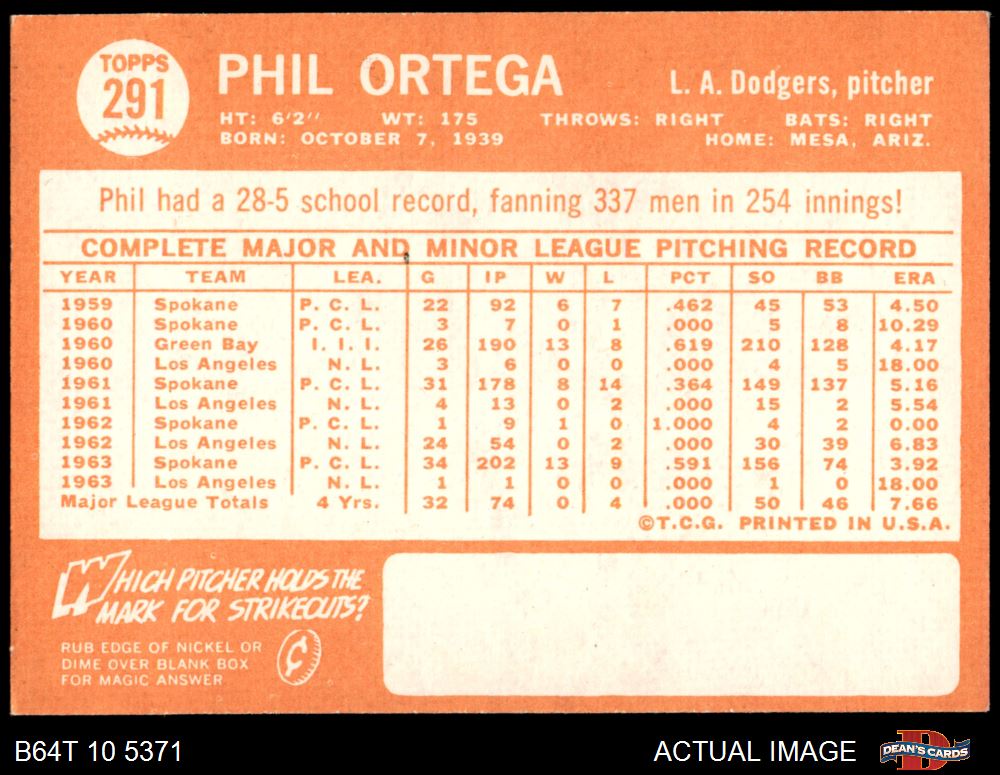 TOPPS
291
PHIL ORTEGA
L. A. Dodgers, pitcher
HT: 6'2" WT: 175 THROWS: RIGHT BATS: RIGHT
BORN: OCTOBER 7, 1939 HOME: MESA, ARIZ.
Phil had a 28-5 school record, fanning 337 men in 254 innings!
COMPLETE MAJOR AND MINOR LEAGUE PITCHING RECORD
YEAR TEAM LEA. G IP W L PCT SO BB ERA
1959 Spokane P. C. L. 22 92 6 7 .462 45 53 4.50
1960 Spokane P. C. L. 3 7 0 1 .000 5 8 10.29
1960 Green Bay I. I. I. 26 190 13 8 .619 210 128 4.17
1960 Los Angeles N. L. 3 6 0 0 .000 4 5 18.00
1961 Spokane P. C. L. 31 178 8 14 .364 149 137 5.16
1961 Los Angeles N. L. 4 13 0 2 .000 15 2 5.54
1962 Spokane P. C. L. 1 9 1 0 1.000 4 2 0.00
1962 Los Angeles N. L. 24 54 0 2 .000 30 39 6.83
1963 Spokane P. C. L. 34 202 13 9 .591 156 74 3.92
1963 Los Angeles N. L. 1 1 0 0 .000 1 0 18.00
Major League Totals 4 Yrs. 32 74 0 4 .000 50 46 7.66
©T.C.G. PRINTED IN U.S.A.
WHICH PITCHER HOLDS THE
MARK FOR STRIKEOUTS?
RUB EDGE OF NICKEL OR
DIME OVER BLANK BOX
FOR MAGIC ANSWER
¢
B64T 10 5371
ACTUAL IMAGE
D
DEAN'S CARDS